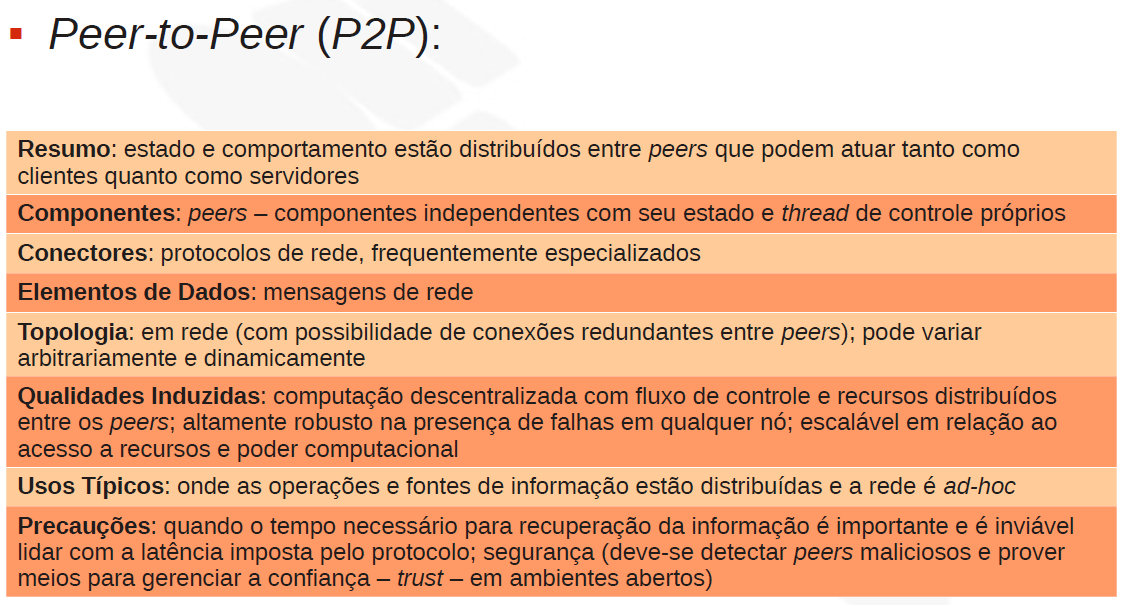 Peer-to-Peer (P2P):
Resumo: estado e comportamento estão distribuídos entre peers que podem atuar tanto como
clientes quanto como servidores
Componentes: peers – componentes independentes com seu estado e thread de controle próprios
Conectores: protocolos de rede, frequentemente especializados
Elementos de Dados: mensagens de rede
Topologia: em rede (com possibilidade de conexões redundantes entre peers); pode variar
arbitrariamente e dinamicamente
Qualidades Induzidas: computação descentralizada com fluxo de controle e recursos distribuídos
entre os peers; altamente robusto na presença de falhas em qualquer nó; escalável em relação ao
acesso a recursos e poder computacional
Usos Típicos: onde as operações e fontes de informação estão distribuídas e a rede é ad-hoc
Precauções: quando o tempo necessário para recuperação da informação é importante e é inviável
lidar com a latência imposta pelo protocolo; segurança (deve-se detectar peers maliciosos e prover
meios para gerenciar a confiança – trust – em ambientes abertos)